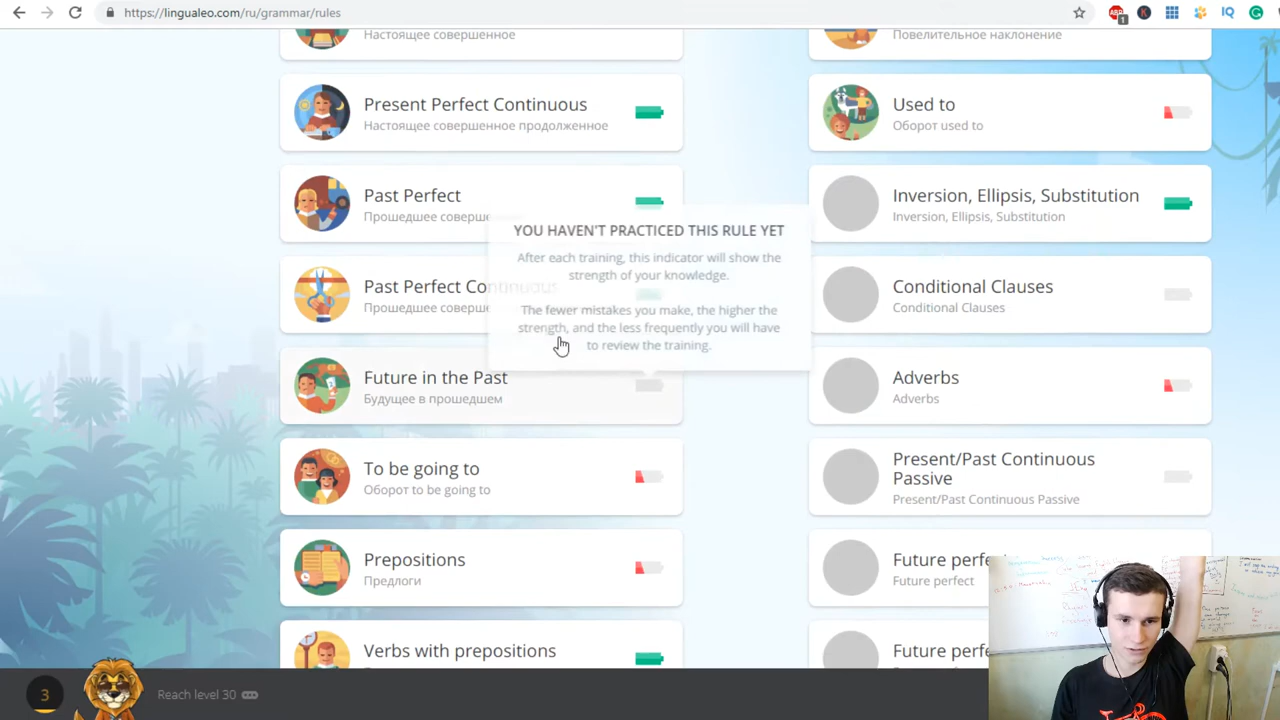 https://lingualeo.com/ru/grammar/rules
ABP
1
K
IQ
G
Настоящее совершенное
Повелительное наклонение
Present Perfect Continuous
Настоящее совершенное продолженное
Used to
Оборот used to
Past Perfect
Прошедшее соверше
Inversion, Ellipsis, Substitution
Inversion, Ellipsis, Substitution
YOU HAVEN'T PRACTICED THIS RULE YET
After each training, this indicator will show the
strength of your knowledge.
The fewer mistakes you make, the higher the
strength, and the less frequently you will have
to review the training.
Past Perfect Continuous
Прошедшее соверше
Conditional Clauses
Conditional Clauses
Future in the Past
Будущее в прошедшем
Adverbs
Adverbs
To be going to
Оборот to be going to
Present/Past Continuous
Passive
Present/Past Continuous Passive
Prepositions
Предлоги
Future perfe
Future perfect
Verbs with prepositions
Future perfe
3
Reach level 30